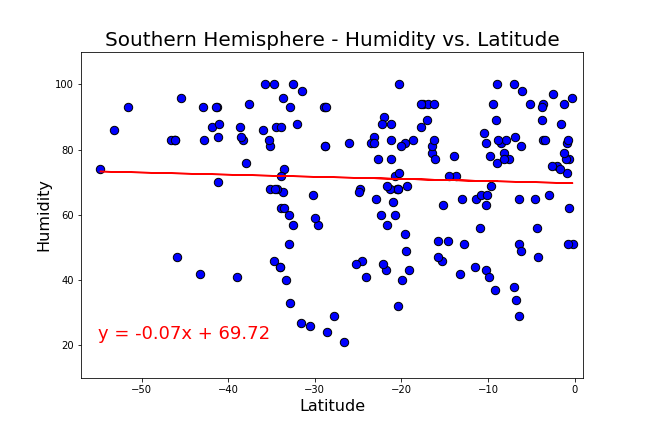 Southern Hemisphere - Humidity vs. Latitude
100
80
60
40
20
Humidity
y = -0.07x + 69.72
−50 −40 −30 −20 −10 0
Latitude